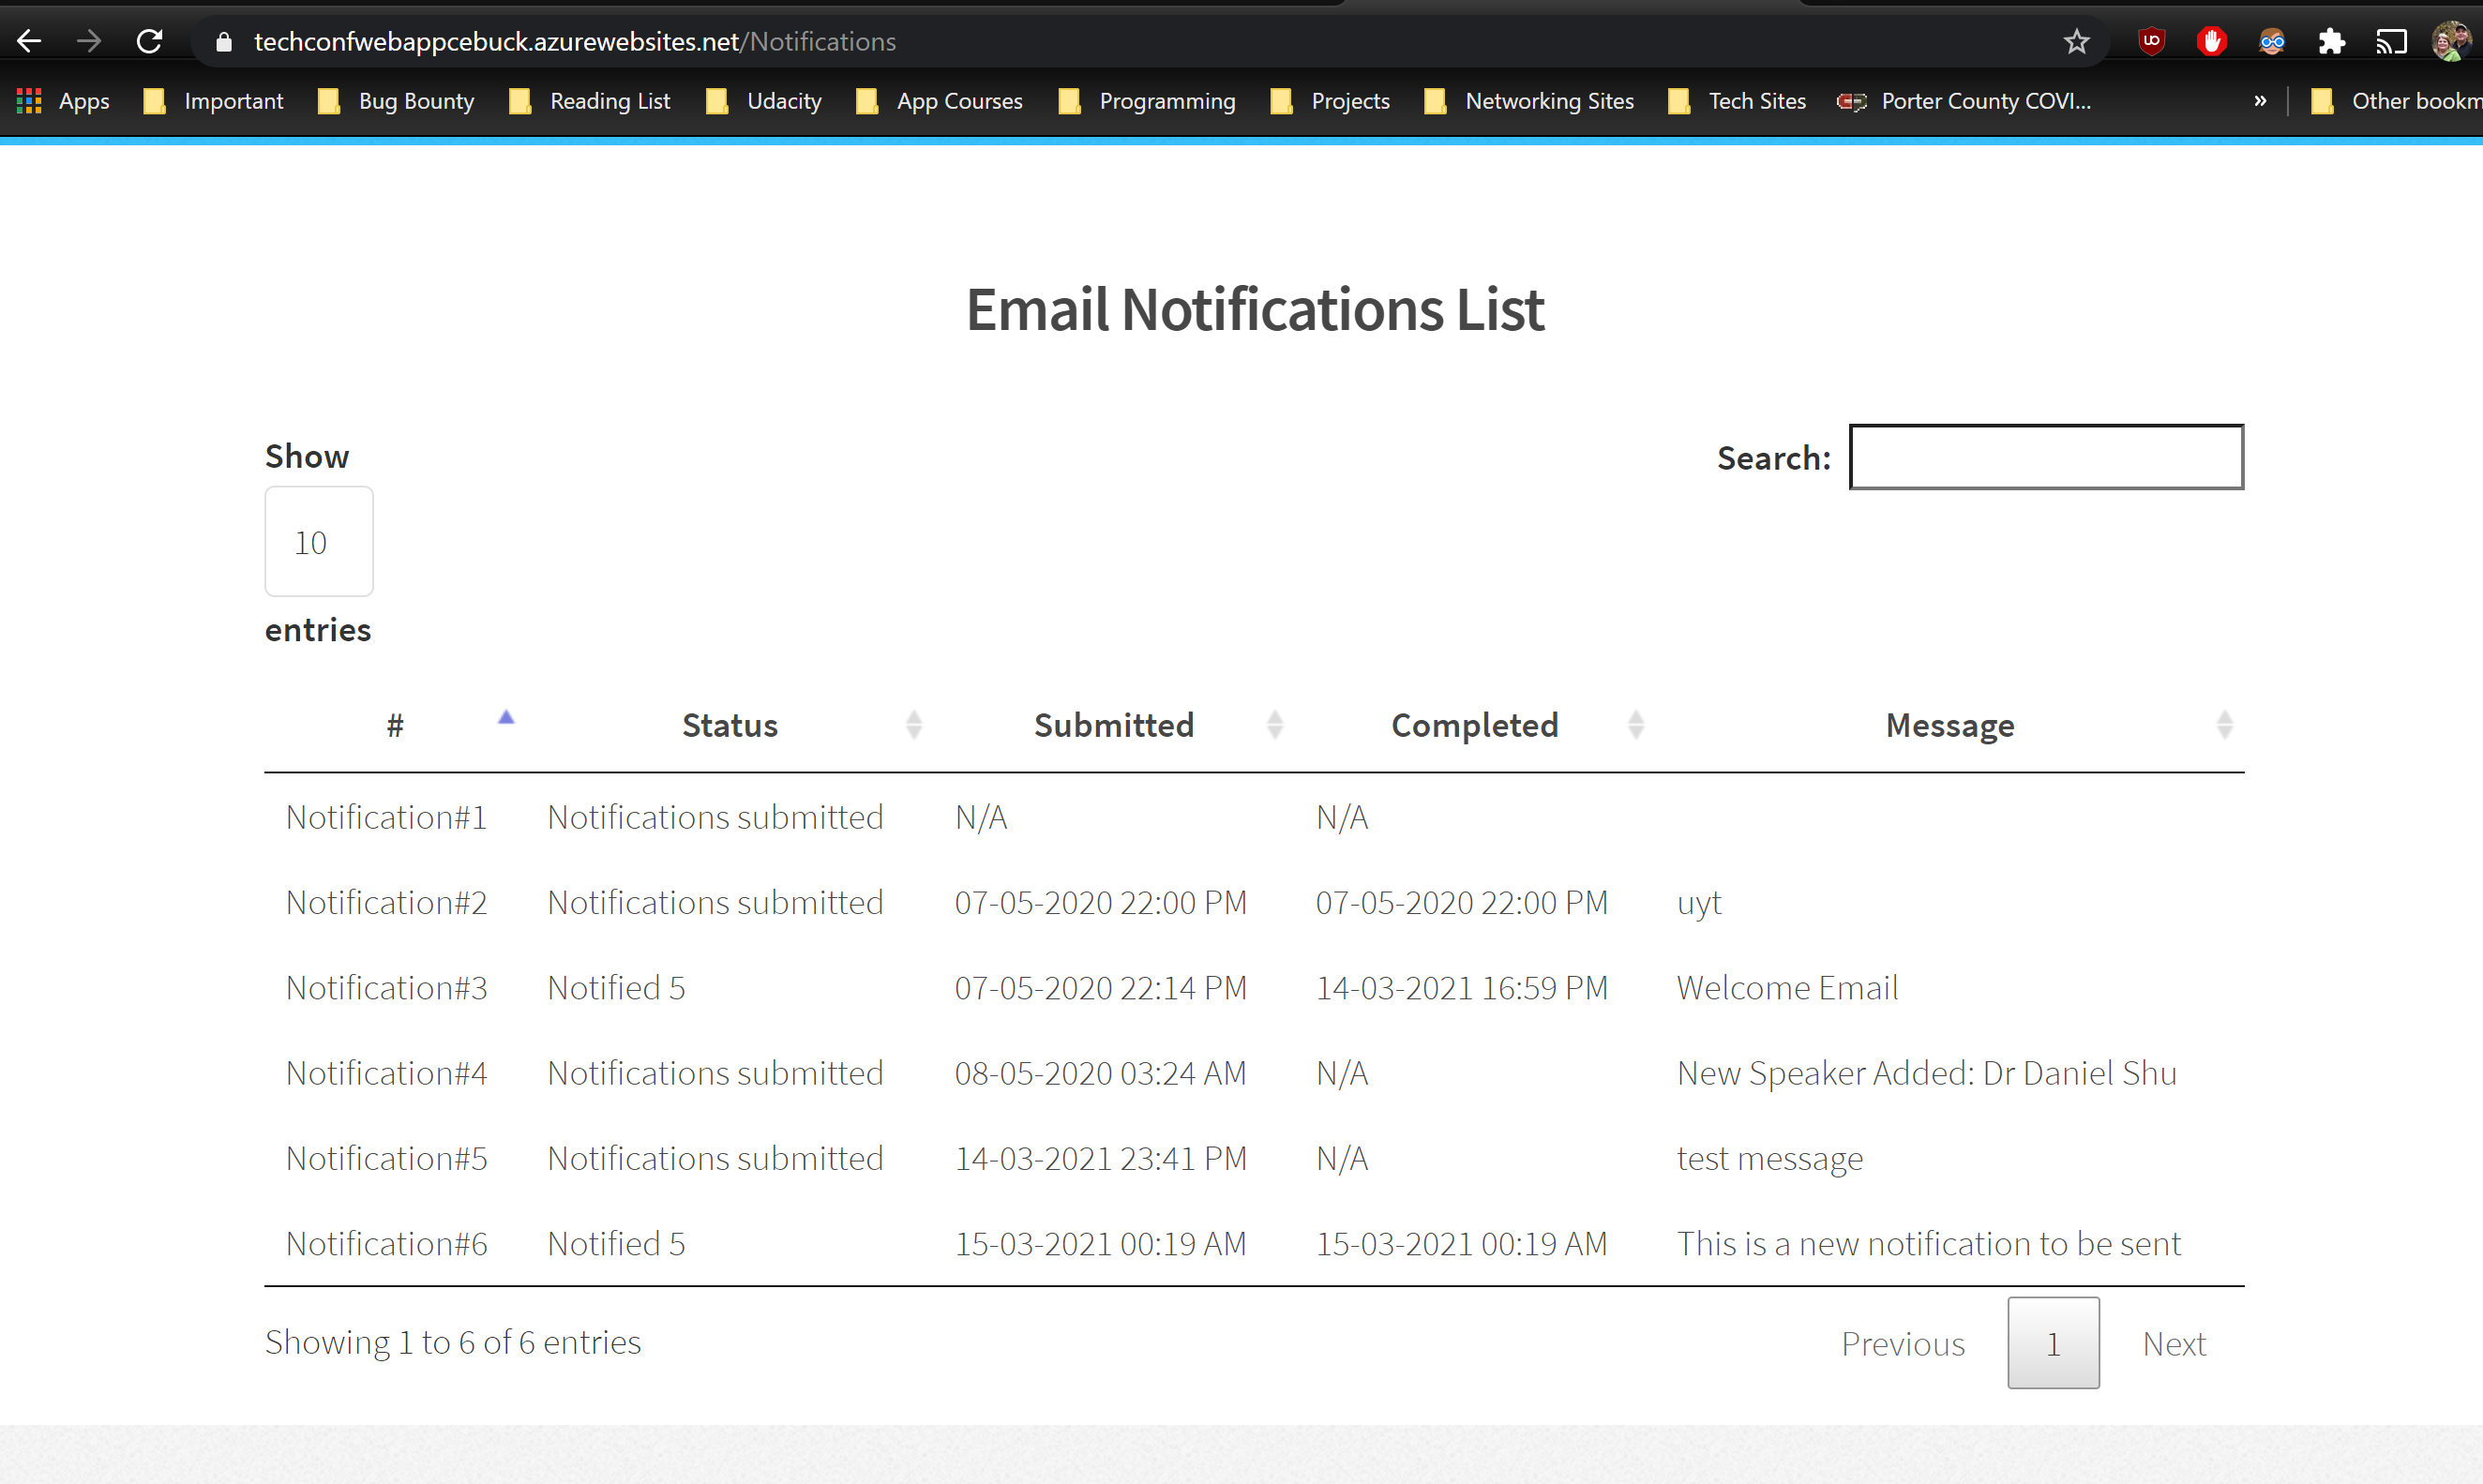 techconfwebappcebuck.azurewebsites.net/Notifications
Apps Important Bug Bounty Reading List Udacity App Courses Programming Projects Networking Sites Tech Sites Porter County COVI... » Other bookm
Email Notifications List
Show
Search:
10
entries
# Status Submitted Completed Message
Notification#1 Notifications submitted N/A N/A
Notification#2 Notifications submitted 07-05-2020 22:00 PM 07-05-2020 22:00 PM uyt
Notification#3 Notified 5 07-05-2020 22:14 PM 14-03-2021 16:59 PM Welcome Email
Notification#4 Notifications submitted 08-05-2020 03:24 AM N/A New Speaker Added: Dr Daniel Shu
Notification#5 Notifications submitted 14-03-2021 23:41 PM N/A test message
Notification#6 Notified 5 15-03-2021 00:19 AM 15-03-2021 00:19 AM This is a new notification to be sent
Showing 1 to 6 of 6 entries
Previous 1 Next